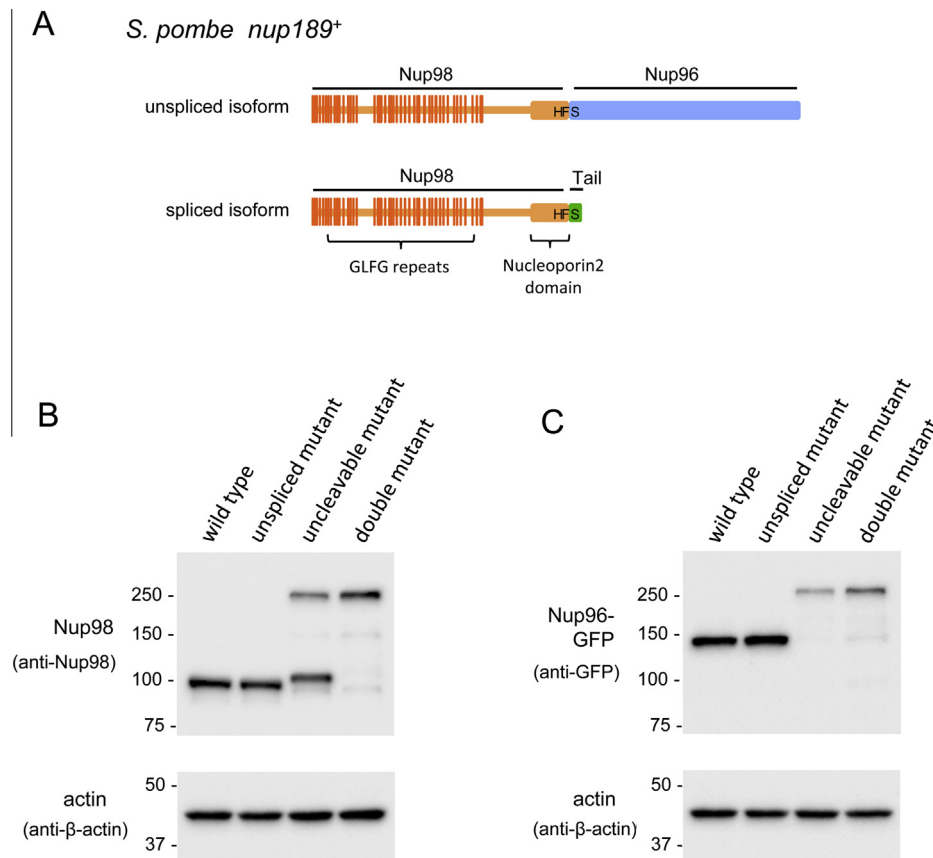 A
S. pombe nup189+
Nup98 Nup96
unspliced isoform HFS
Nup98 Tail
spliced isoform HFS
GLFG repeats Nucleoporin2
domain
B
wild type
unspliced mutant
uncleavable mutant
double mutant
250 -
Nup98 150 -
(anti-Nup98)
100 -
75 -
50 -
actin
(anti-β-actin)
37 -
C
wild type
unspliced mutant
uncleavable mutant
double mutant
250 -
Nup96- 150 -
GFP
(anti-GFP)
100 -
75 -
50 -
actin
(anti-β-actin)
37 -